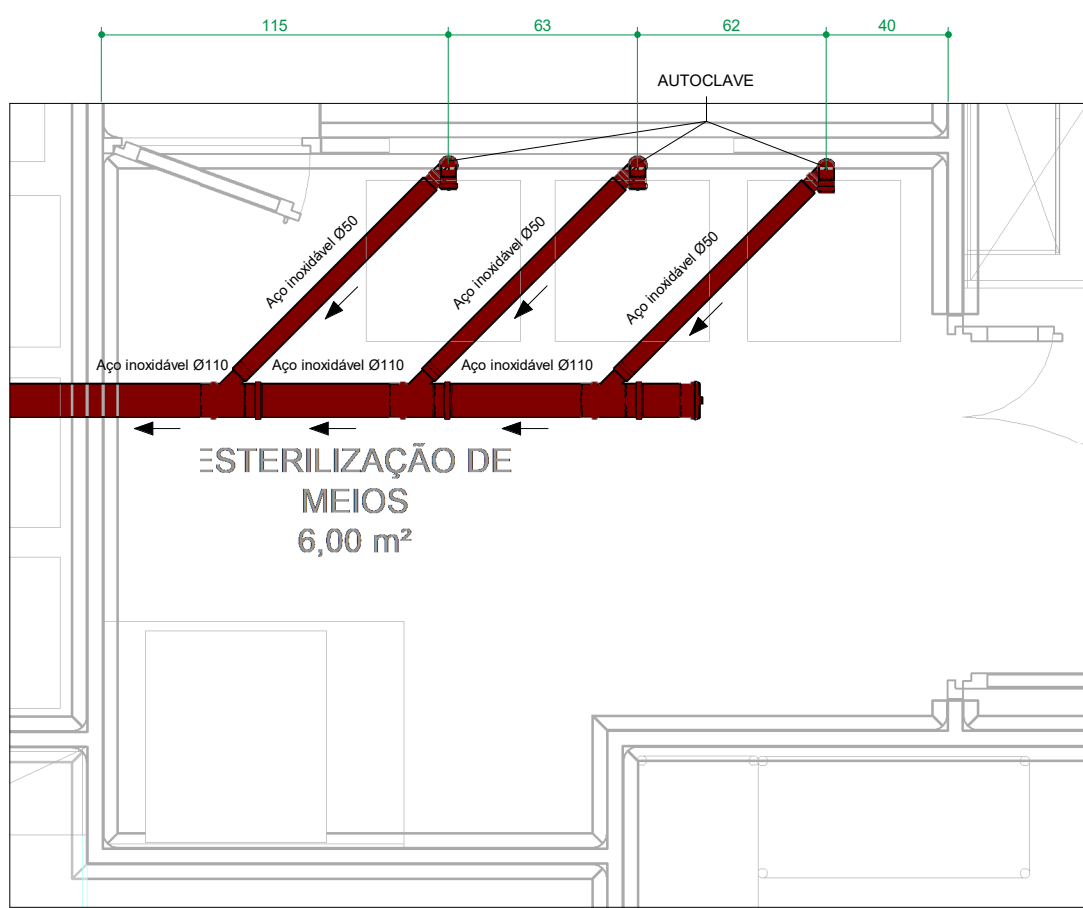 115
63
62
40
AUTOCLAVE
Aço inoxidável Ø50
Aço inoxidável Ø50
Aço inoxidável Ø50
Aço inoxidável Ø110
Aço inoxidável Ø110
Aço inoxidável Ø110
ESTERILIZAÇÃO DE
MEIOS
6,00 m²